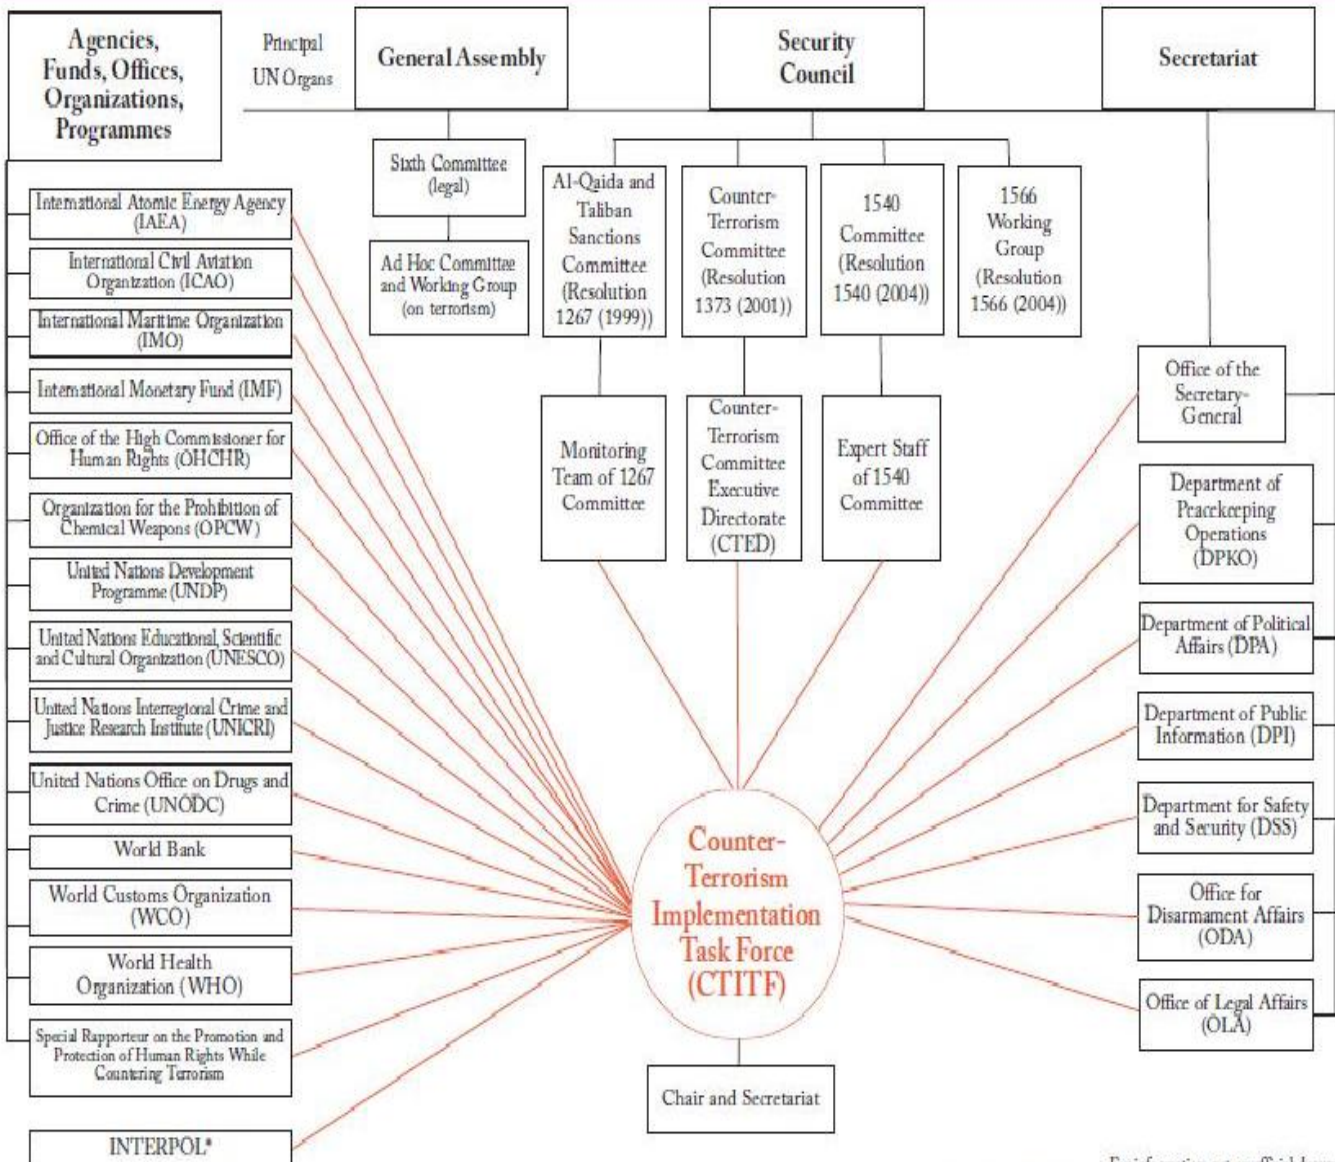 Agencies,
Funds, Offices,
Organizations,
Programmes
Principal
UN Organs
General Assembly
Security
Council
Secretariat
Sixth Committee
(legal)
Ad Hoc Committee
and Working Group
(on terrorism)
Al-Qaida and
Taliban
Sanctions
Committee
(Resolution
1267 (1999))
Counter-
Terrorism
Committee
(Resolution
1373 (2001))
1540
Committee
(Resolution
1540 (2004))
1566
Working
Group
(Resolution
1566 (2004))
Monitoring
Team of 1267
Committee
Counter-
Terrorism
Committee
Executive
Directorate
(CTED)
Expert Staff
of 1540
Committee
International Atomic Energy Agency
(IAEA)
International Civil Aviation
Organization (ICAO)
International Maritime Organization
(IMO)
International Monetary Fund (IMF)
Office of the High Commissioner for
Human Rights (OHCHR)
Organization for the Prohibition of
Chemical Weapons (OPCW)
United Nations Development
Programme (UNDP)
United Nations Educational, Scientific
and Cultural Organization (UNESCO)
United Nations Interregional Crime and
Justice Research Institute (UNICRI)
United Nations Office on Drugs and
Crime (UNODC)
World Bank
World Customs Organization
(WCO)
World Health
Organization (WHO)
Special Rapporteur on the Promotion and
Protection of Human Rights While
Countering Terrorism
INTERPOL*
Counter-
Terrorism
Implementation
Task Force
(CTITF)
Chair and Secretariat
Office of the
Secretary-
General
Department of
Peacekeeping
Operations
(DPKO)
Department of Political
Affairs (DPA)
Department of Public
Information (DPI)
Department for Safety
and Security (DSS)
Office for
Disarmament Affairs
(ODA)
Office of Legal Affairs
(OLA)